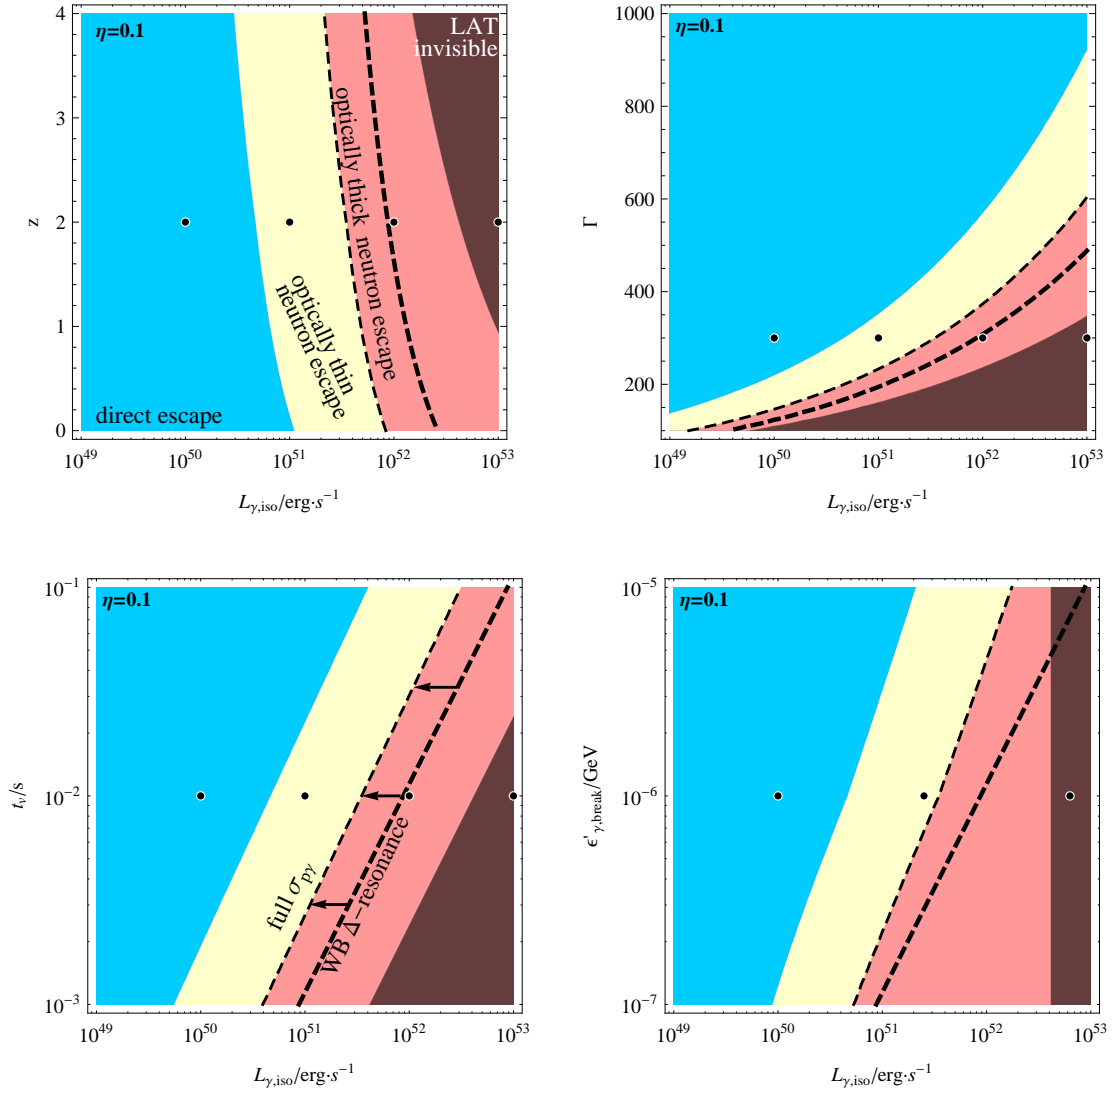 η=0.1
LAT
invisible
optically thick neutron escape
optically thin
neutron escape
direct escape
4
3
2
1
0
z
10^49
10^50
10^51
10^52
10^53
L_γ,iso/erg·s^−1
η=0.1
1000
800
600
400
200
Γ
10^49
10^50
10^51
10^52
10^53
L_γ,iso/erg·s^−1
η=0.1
full σ_pγ
WB Δ−resonance
10^−1
10^−2
10^−3
t_v/s
10^49
10^50
10^51
10^52
10^53
L_γ,iso/erg·s^−1
η=0.1
10^−5
10^−6
10^−7
ϵ'_γ,break/GeV
10^49
10^50
10^51
10^52
10^53
L_γ,iso/erg·s^−1